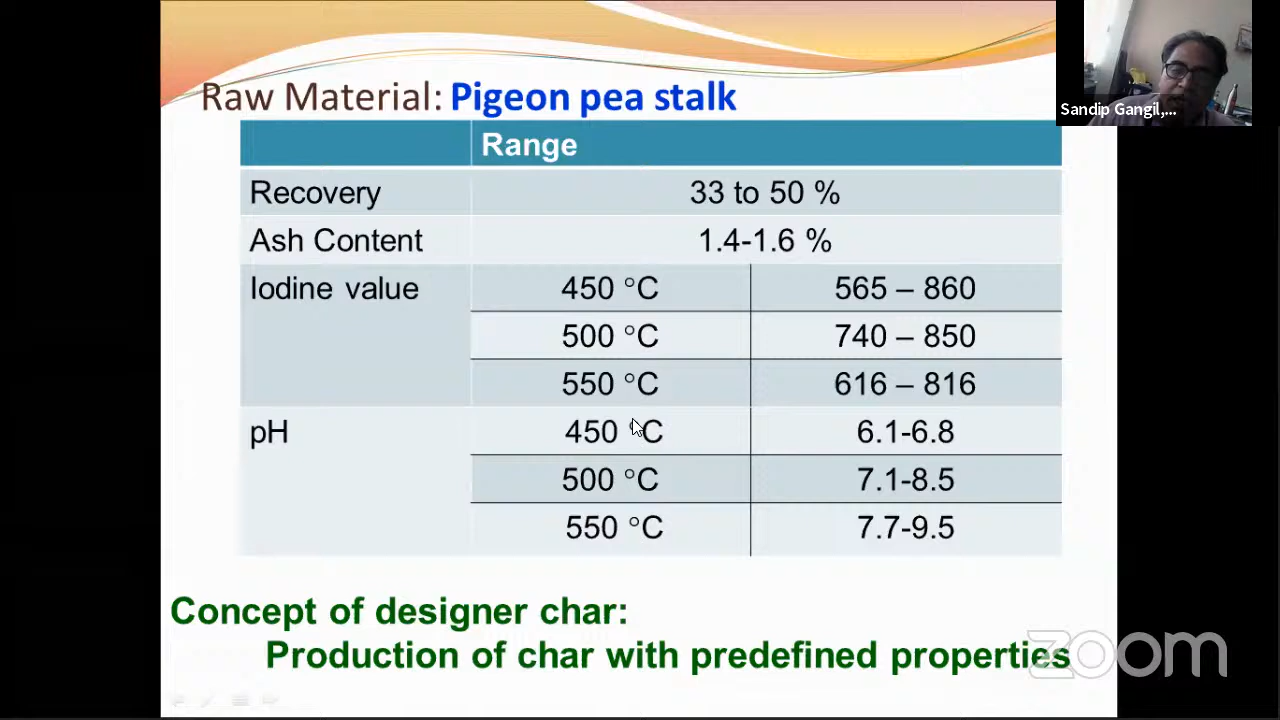 Raw Material: Pigeon pea stalk
Sandip Gangil,...
Range
Recovery 33 to 50 %
Ash Content 1.4-1.6 %
Iodine value 450 °C 565 – 860
500 °C 740 – 850
550 °C 616 – 816
pH 450 °C 6.1-6.8
500 °C 7.1-8.5
550 °C 7.7-9.5
Concept of designer char:
Production of char with predefined properties
zoom